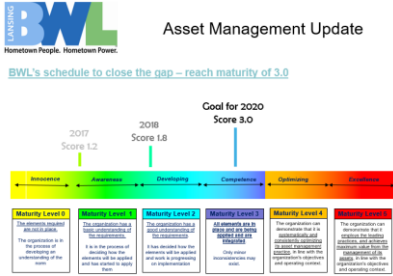 LANSING
BWL
Hometown People. Hometown Power.
Asset Management Update
BWL's schedule to close the gap – reach maturity of 3.0
2017
Score 1.2
2018
Score 1.8
Goal for 2020
Score 3.0
Innocence
Awareness
Developing
Competence
Optimizing
Excellence
Maturity Level 0
The elements required
are not in place.
The organization is in
the process of
developing an
understanding of the
Maturity Level 1
The organization has a
basic understanding of
the requirements.
It is in the process of
deciding how the
elements will be applied
and has started to apply
them
Maturity Level 2
The organization has a
good understanding of the
requirements.
It has decided how the
elements will be applied
and work is progressing
on implementation
Maturity Level 3
All elements are in
place and are being
applied and are
integrated.
Only minor
inconsistencies may
exist.
Maturity Level 4
The organization can
demonstrate that it is
systematically and
consistently optimizing
its asset management
practice, in line with the
organization's objectives
and operating context
The organization can
demonstrate that it
employs the leading
practices, and achieves
maximum value from the
management of its
assets, in line with the
organization's objectives
and operating context